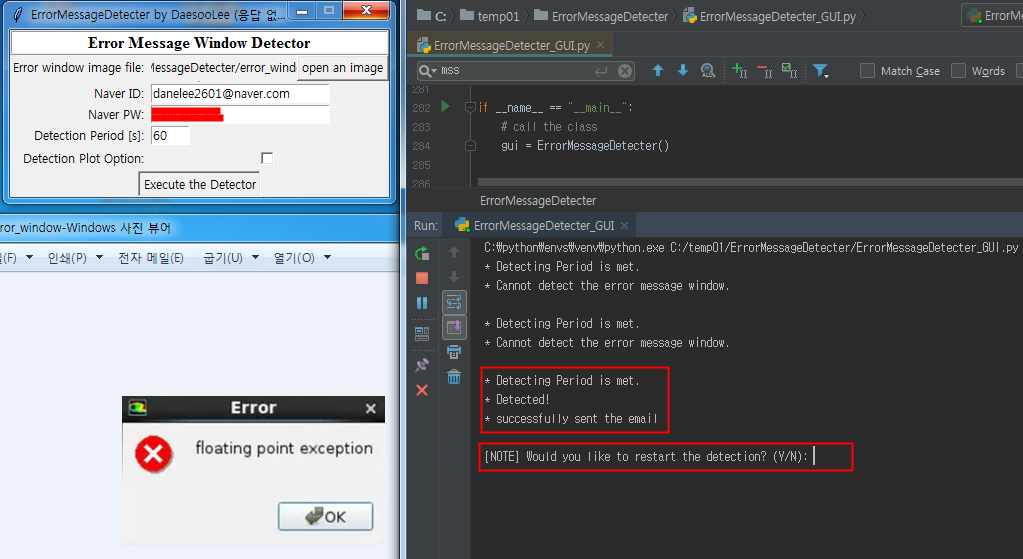 ErrorMessageDetecter by DaesooLee (응답 없...
Error Message Window Detector
Error window image file:
MessageDetecter/error_wind
open an image
Naver ID:
danelee2601@naver.com
Naver PW:
Detection Period [s]:
60
Detection Plot Option:
Execute the Detector
ror_window-Windows 사진 뷰어
(F)
인쇄(P)
전자 메일(E)
굽기(U)
열기(O)
Error
floating point exception
OK
C:
temp01
ErrorMessageDetecter
ErrorMessageDetecter_GUI.py
ErrorM
ErrorMessageDetecter_GUI.py
mss
Match Case
Words
281
282 if __name__ == "__main__":
283 # call the class
284 gui = ErrorMessageDetecter()
285
286
ErrorMessageDetecter
Run:
ErrorMessageDetecter_GUI
C:₩python₩envs₩venv₩python.exe C:/temp01/ErrorMessageDetecter/ErrorMessageDetecter_GUI.py
* Detecting Period is met.
* Cannot detect the error message window.
* Detecting Period is met.
* Cannot detect the error message window.
* Detecting Period is met.
* Detected!
* successfully sent the email
[NOTE] Would you like to restart the detection? (Y/N):